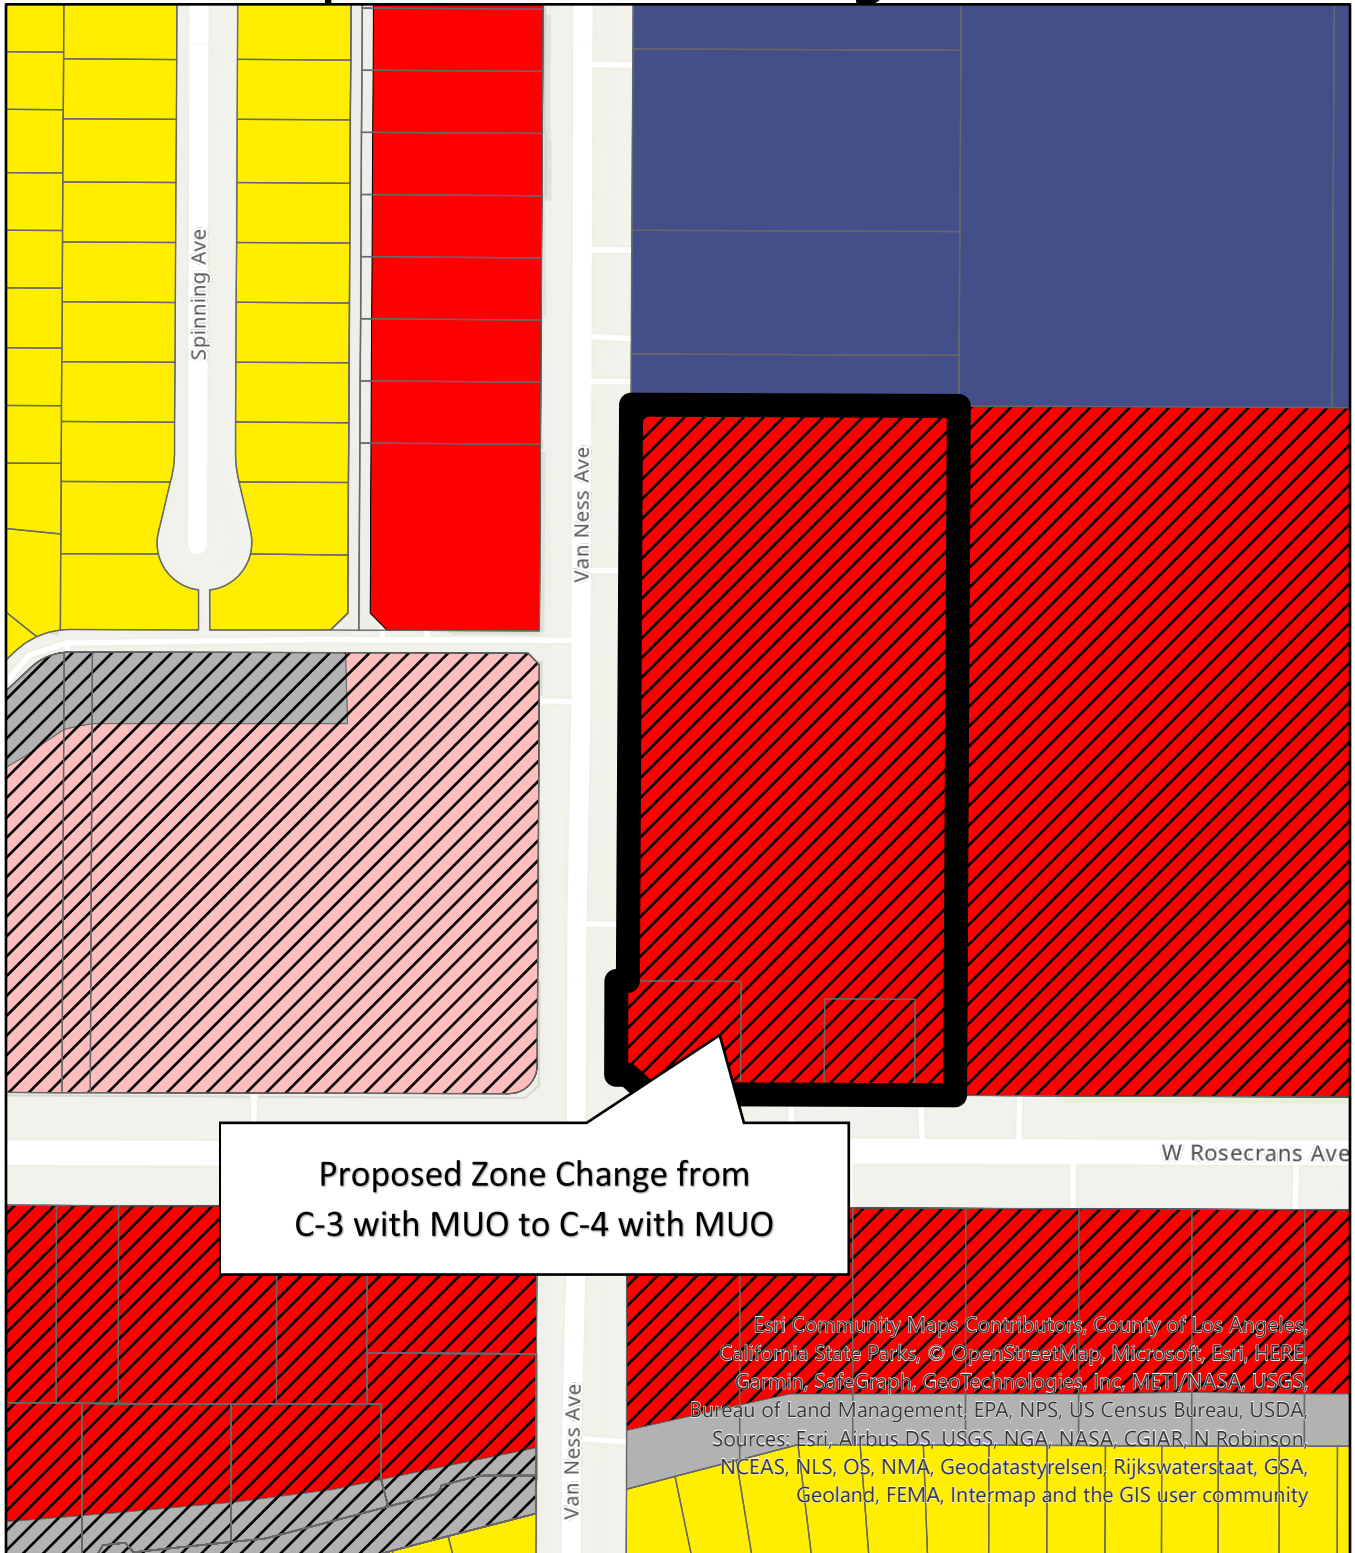 Spinning Ave
Van Ness Ave
W Rosecrans Ave
Proposed Zone Change from
C-3 with MUO to C-4 with MUO
Van Ness Ave
Esri Community Maps Contributors, County of Los Angeles,
California State Parks, © OpenStreetMap, Microsoft, Esri, HERE,
Garmin, SafeGraph, GeoTechnologies, Inc, METI/NASA, USGS,
Bureau of Land Management, EPA, NPS, US Census Bureau, USDA,
Sources: Esri, Airbus DS, USGS, NGA, NASA, CGIAR, N Robinson,
NCEAS, NLS, OS, NMA, Geodatastyrelsen, Rijkswaterstaat, GSA,
Geoland, FEMA, Intermap and the GIS user community